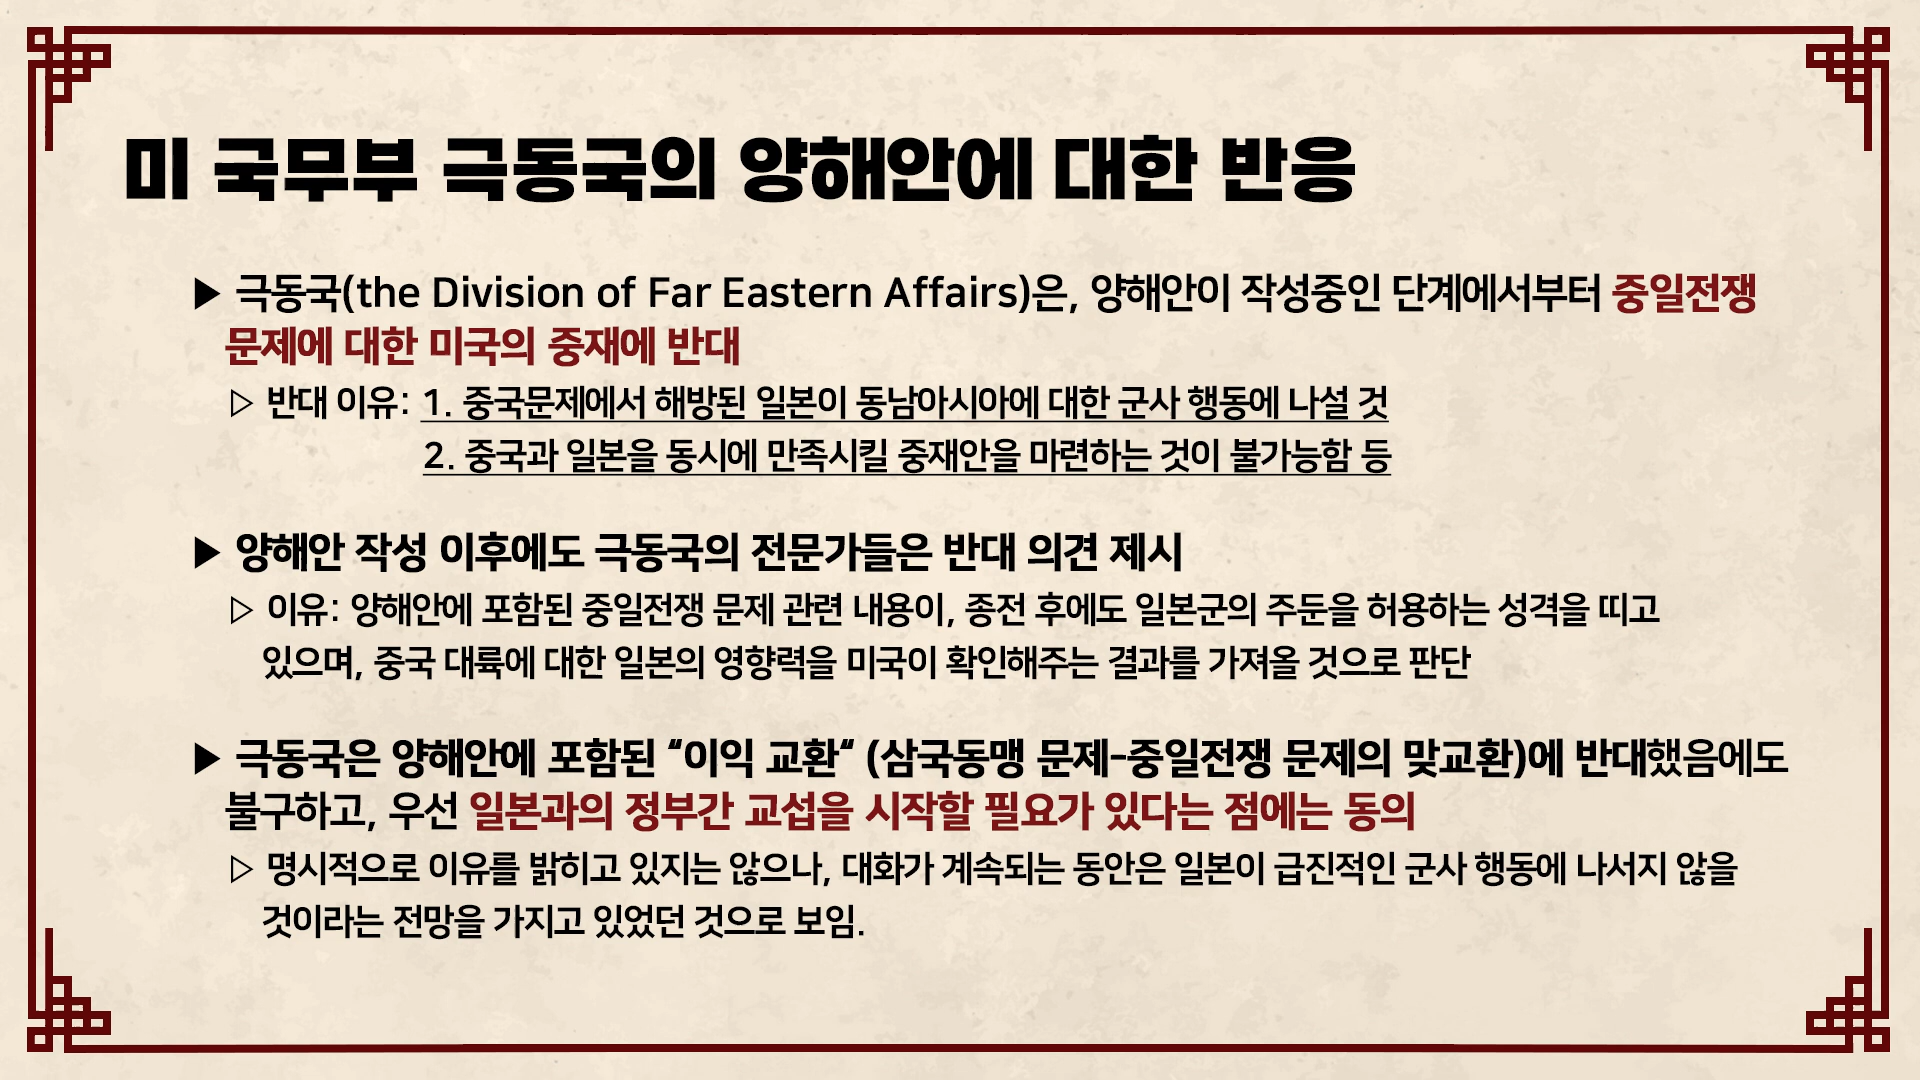 미 국무부 극동국의 양해안에 대한 반응
▶ 극동국(the Division of Far Eastern Affairs)은, 양해안이 작성중인 단계에서부터 중일전쟁
문제에 대한 미국의 중재에 반대
▷ 반대 이유: 1. 중국문제에서 해방된 일본이 동남아시아에 대한 군사 행동에 나설 것
2. 중국과 일본을 동시에 만족시킬 중재안을 마련하는 것이 불가능함 등
▶ 양해안 작성 이후에도 극동국의 전문가들은 반대 의견 제시
▷ 이유: 양해안에 포함된 중일전쟁 문제 관련 내용이, 종전 후에도 일본군의 주둔을 허용하는 성격을 띠고
있으며, 중국 대륙에 대한 일본의 영향력을 미국이 확인해주는 결과를 가져올 것으로 판단
▶ 극동국은 양해안에 포함된 “이익 교환“ (삼국동맹 문제-중일전쟁 문제의 맞교환)에 반대했음에도
불구하고, 우선 일본과의 정부간 교섭을 시작할 필요가 있다는 점에는 동의
▷ 명시적으로 이유를 밝히고 있지는 않으나, 대화가 계속되는 동안은 일본이 급진적인 군사 행동에 나서지 않을
것이라는 전망을 가지고 있었던 것으로 보임.